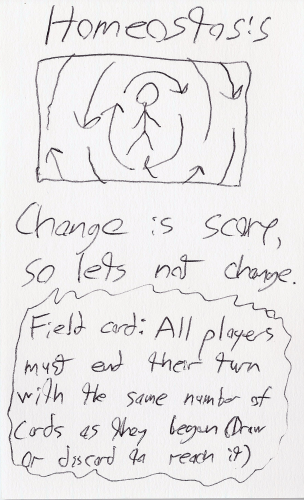 Homeostasis
Change is scary,
so lets not change.
Field card: All players
must end their turn
with the same number of
Cards as they began (Draw
or discard to reach it)